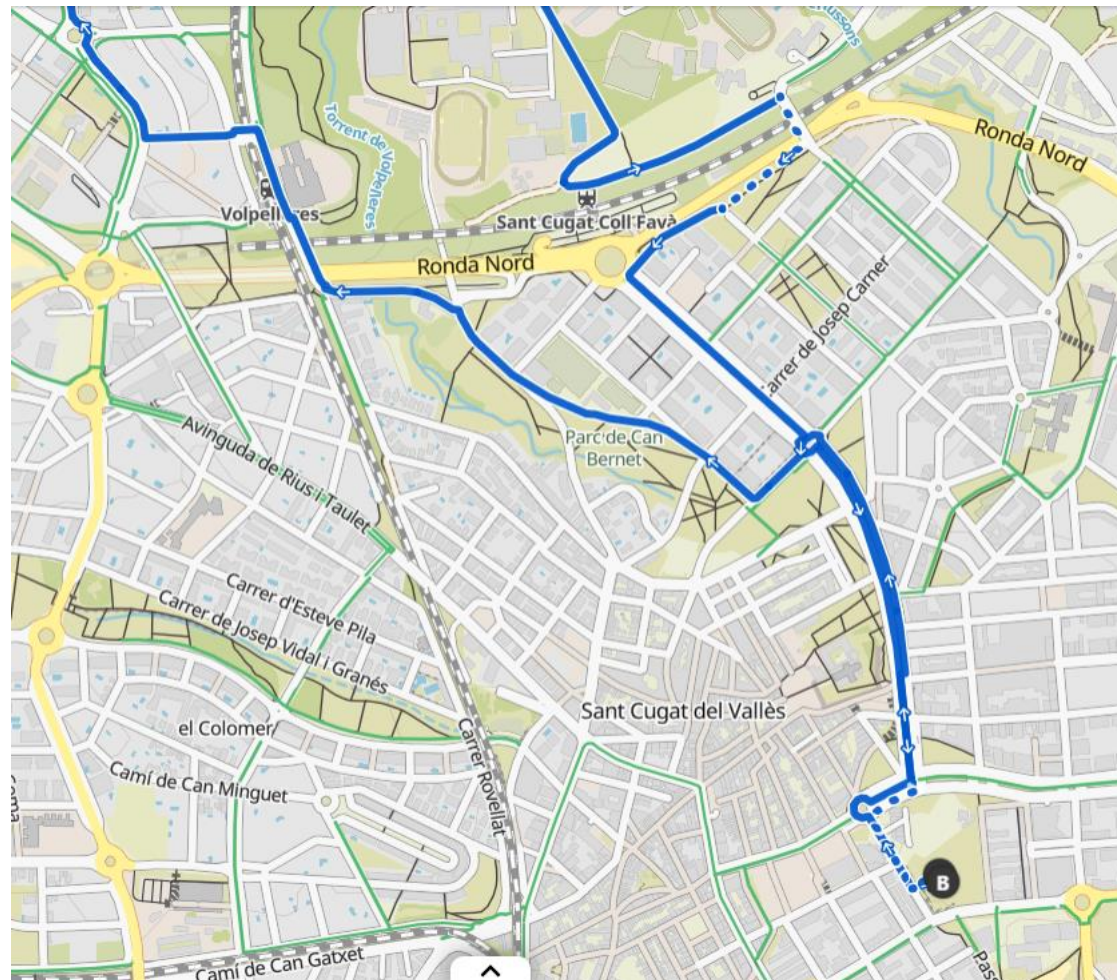 Torrent de
Volpelleres
Ronda Nord
Volpelleres
Sant Cugat Coll Favà
Ronda Nord
Carrer de Josep Carner
Parc de Can
Bernet
Avinguda de Rius i Taulet
Carrer d'Esteve Pila
Carrer de Josep Vidal i Granés
Sant Cugat del Vallès
el Colomer
Carrer Rovellat
Camí de Can Minguet
B
Camí de Can Gatxet